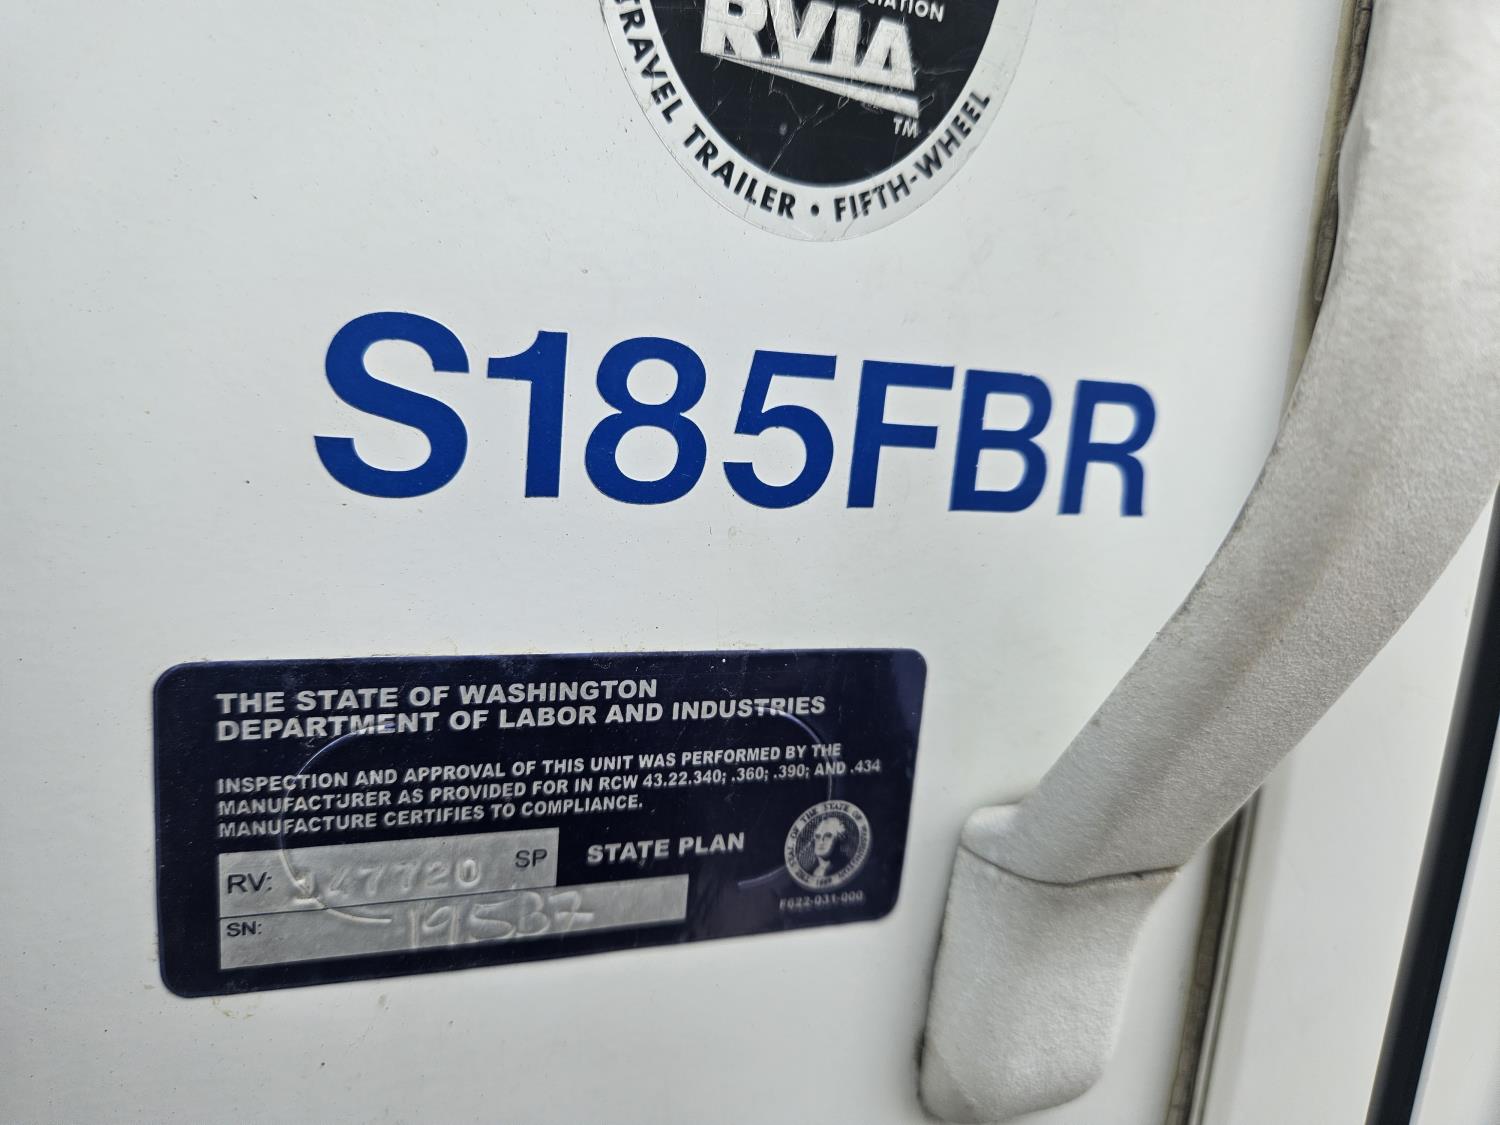 RVIA
TM
TRAVEL TRAILER • FIFTH-WHEEL
S185FBR
THE STATE OF WASHINGTON
DEPARTMENT OF LABOR AND INDUSTRIES
INSPECTION AND APPROVAL OF THIS UNIT WAS PERFORMED BY THE
MANUFACTURER AS PROVIDED FOR IN RCW 43.22.340; .360; .390; AND .434
MANUFACTURE CERTIFIES TO COMPLIANCE.
RV: SP
STATE PLAN
SN: 195B7
F622-031-000